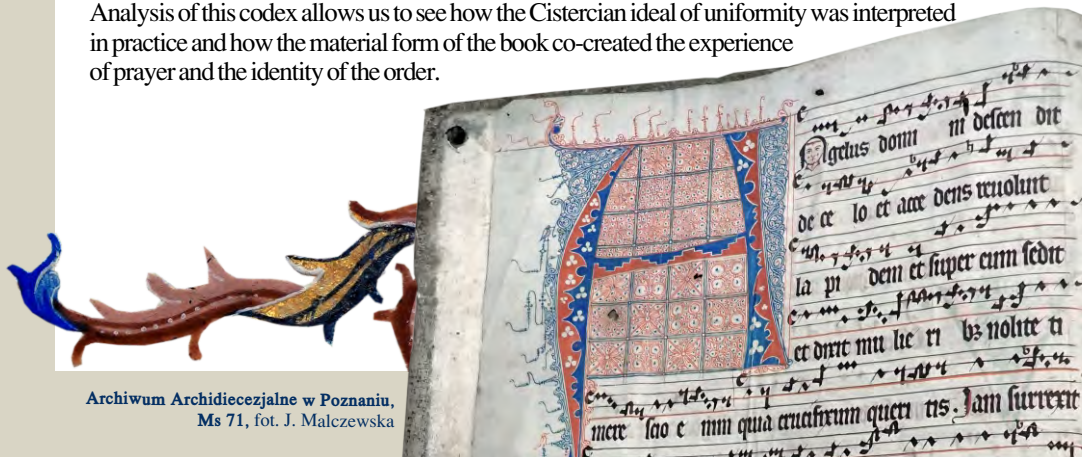 Analysis of this codex allows us to see how the Cistercian ideal of uniformity was interpreted
in practice and how the material form of the book co-created the experience
of prayer and the identity of the order.
Archiwum Archidiecezjalne w Poznaniu,
Ms 71, fot. J. Malczewska
Angelus domi ni descen dit
de ce lo et acce dens reuoluit
la pi dem et super eum sedit
et dixit mu lie ri bꝫ nolite ti
mere scio e nim quia crucifixum queri tis. Jam surrexit